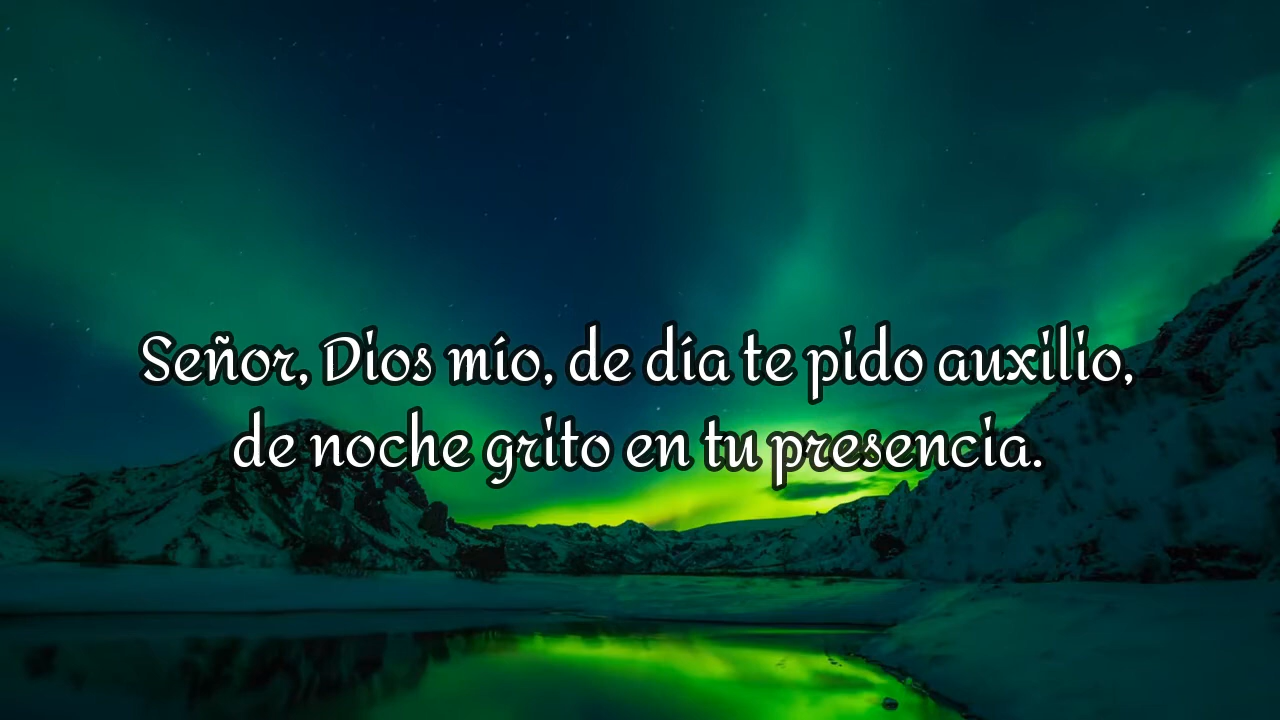 Señor, Dios mío, de día te pido auxilio,
de noche grito en tu presencia.